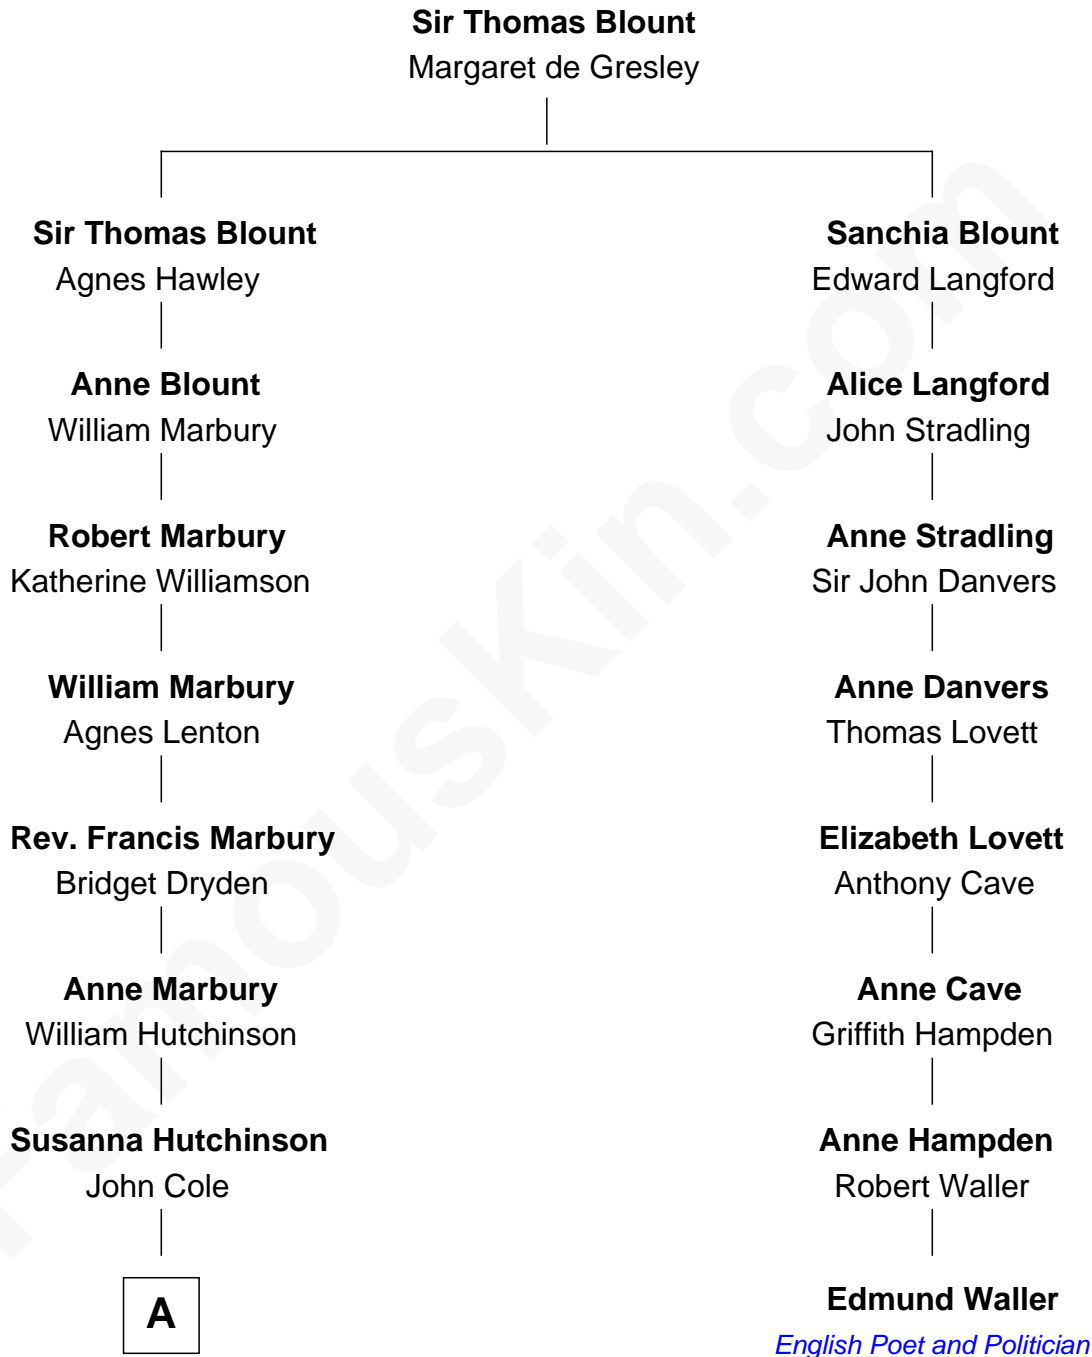 Sir Thomas Blount
Margaret de Gresley
Sir Thomas Blount
Agnes Hawley
Sanchia Blount
Edward Langford
Anne Blount
William Marbury
Alice Langford
John Stradling
Robert Marbury
Katherine Williamson
Anne Stradling
Sir John Danvers
William Marbury
Agnes Lenton
Anne Danvers
Thomas Lovett
Rev. Francis Marbury
Bridget Dryden
Elizabeth Lovett
Anthony Cave
Anne Marbury
William Hutchinson
Anne Cave
Griffith Hampden
Susanna Hutchinson
John Cole
Anne Hampden
Robert Waller
A
Edmund Waller
English Poet and Politician
FamousKin.com